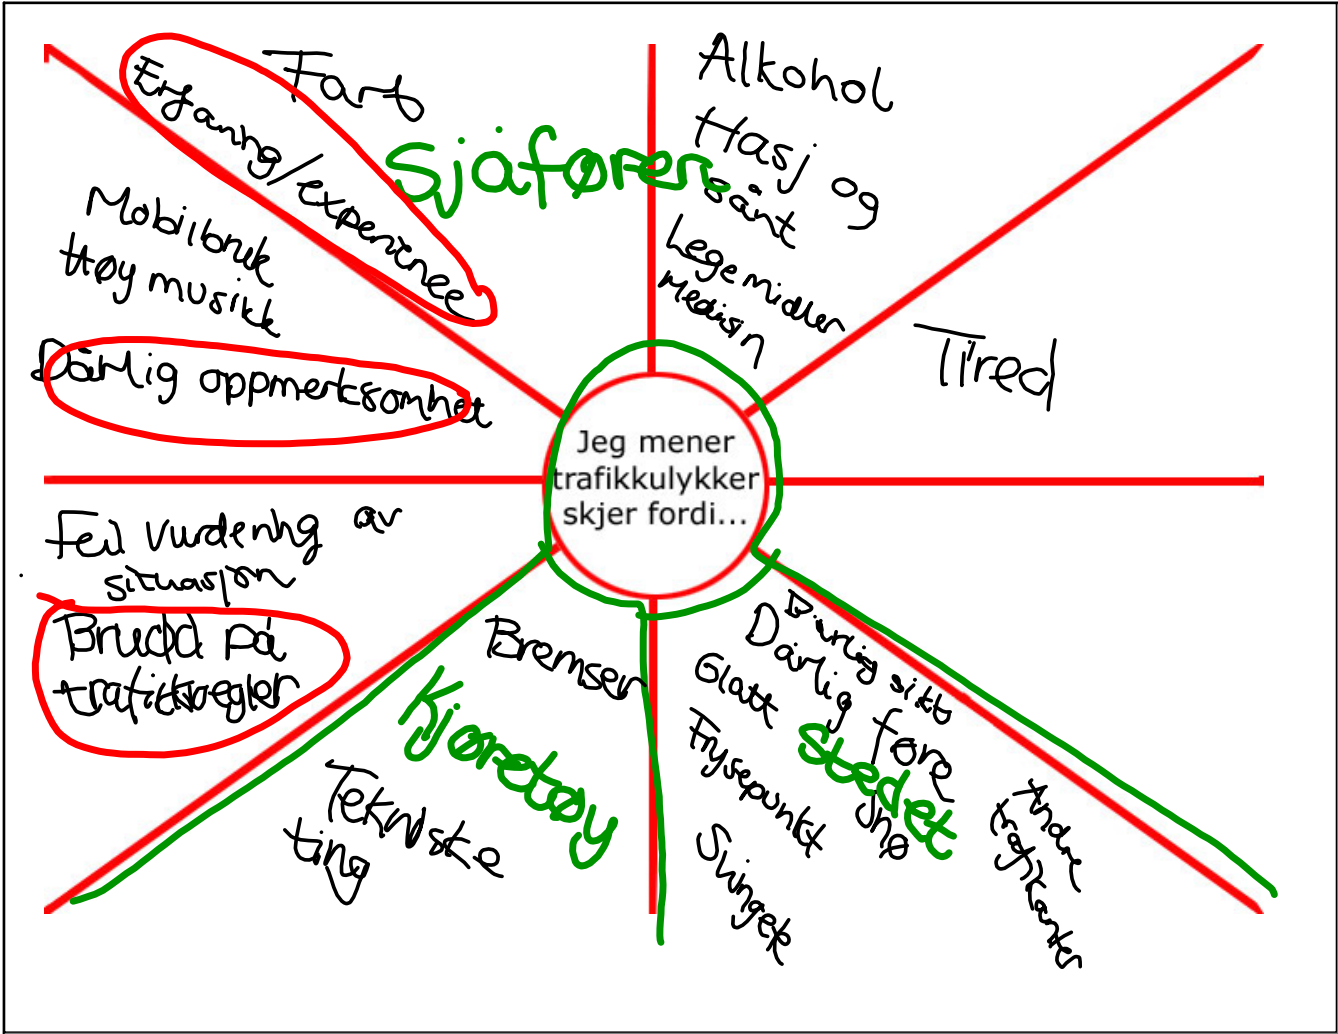 Fart
Erfaring/experience
Sjåfører
Alkohol
Hasj og
sånt
Legemidler
Medisin
Mobilbruk
Høy musikk
Dårlig oppmerksomhet
Tired
Jeg mener
trafikkulykker
skjer fordi...
Feil vurdering av
situasjon
Brudd på
trafikkregler
Bremser
Kjøretøy
Tekniske
ting
Dårlig sikt
Dårlig føre
Glatt
Stedet
Frysepunkt
snø
Svingete
Andre
trafikanter